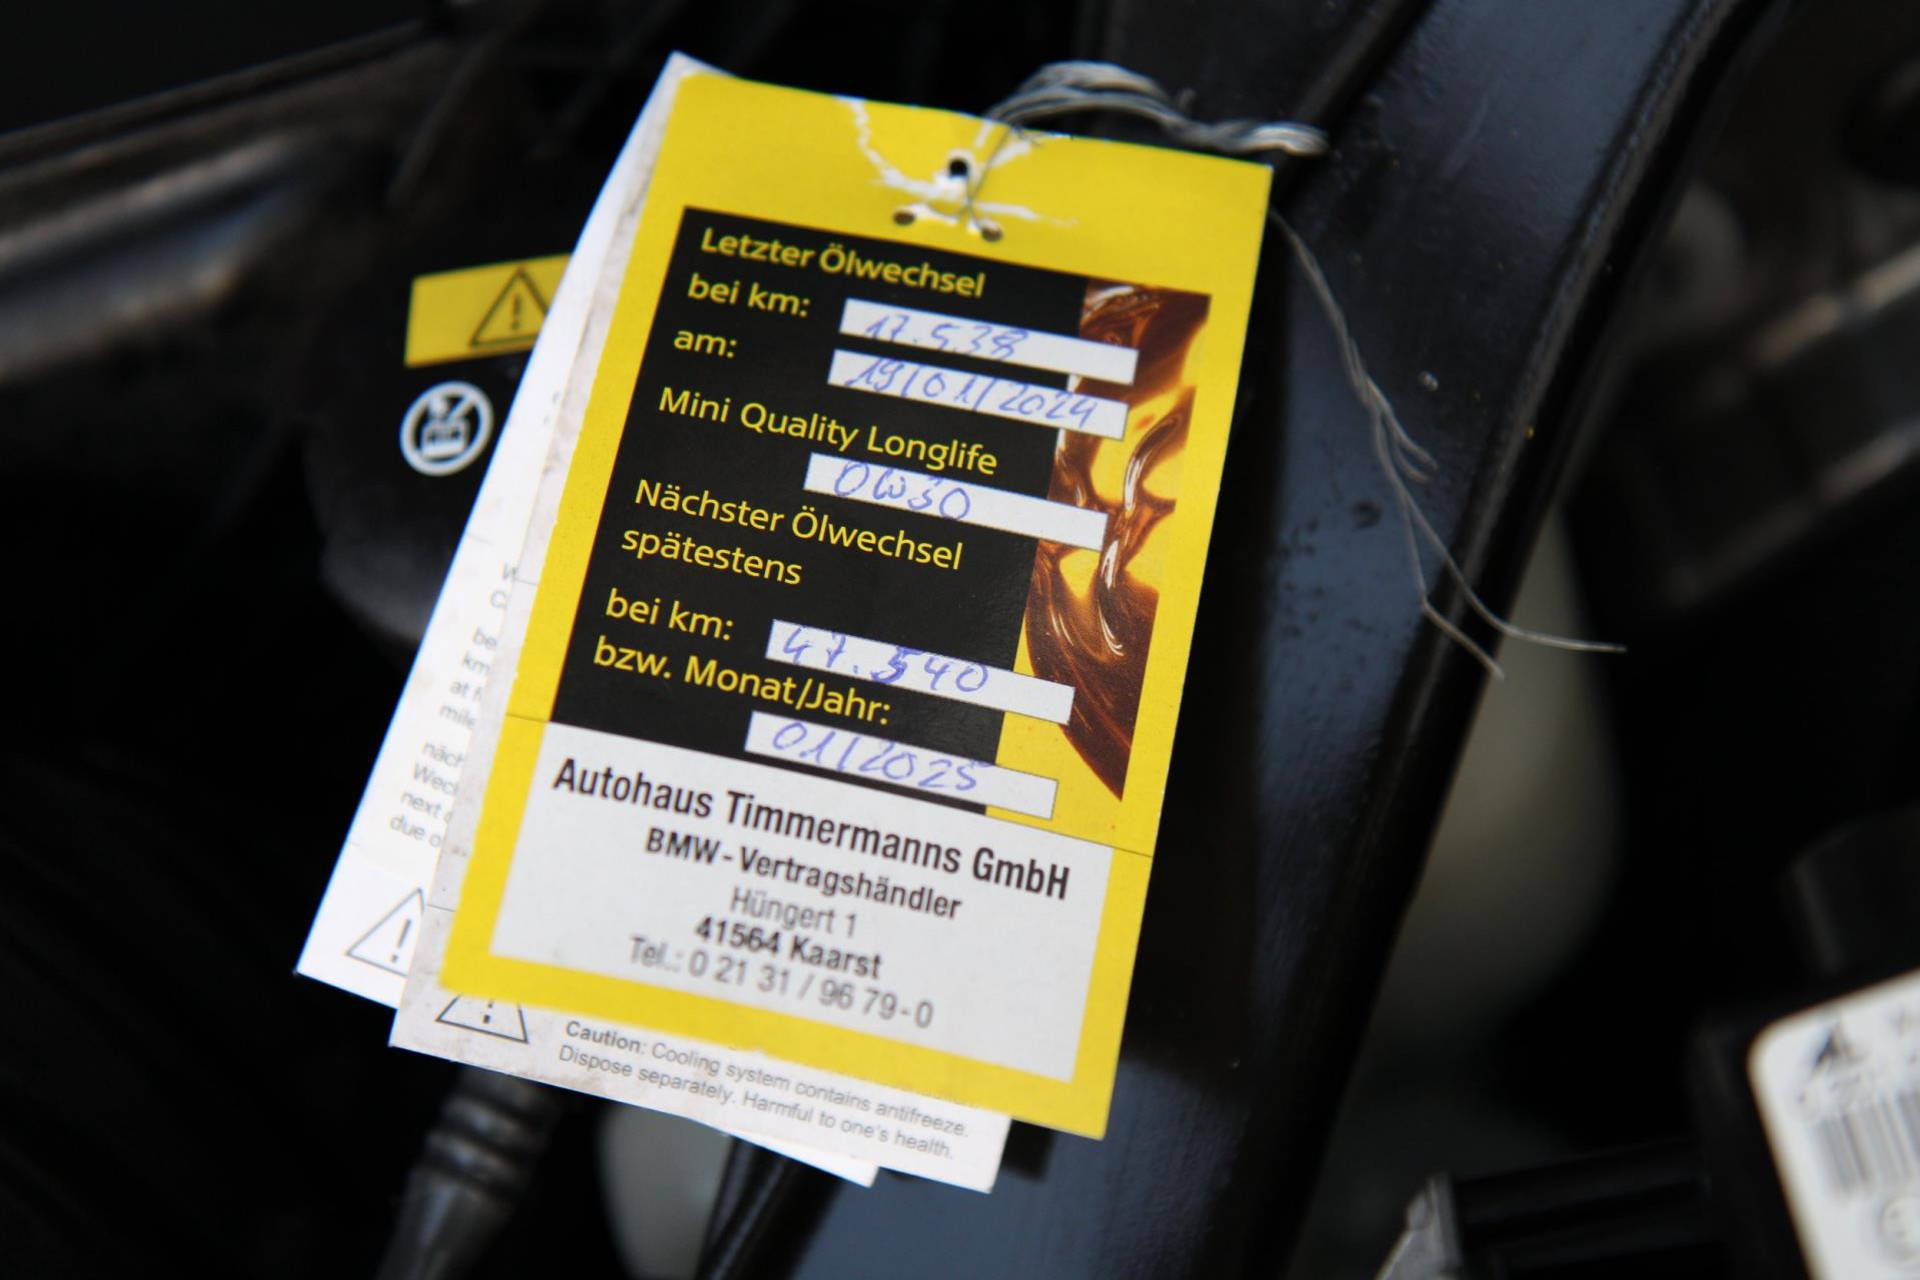 Letzter Ölwechsel
bei km: 17.538
am: 19/01/2024
Mini Quality Longlife
0W30
Nächster Ölwechsel
spätestens
bei km: 47.540
bzw. Monat/Jahr:
01/2025
Autohaus Timmermanns GmbH
BMW-Vertragshändler
Hüngert 1
41564 Kaarst
Tel.: 0 21 31 / 96 79-0
Caution: Cooling system contains antifreeze.
Dispose separately. Harmful to one's health.